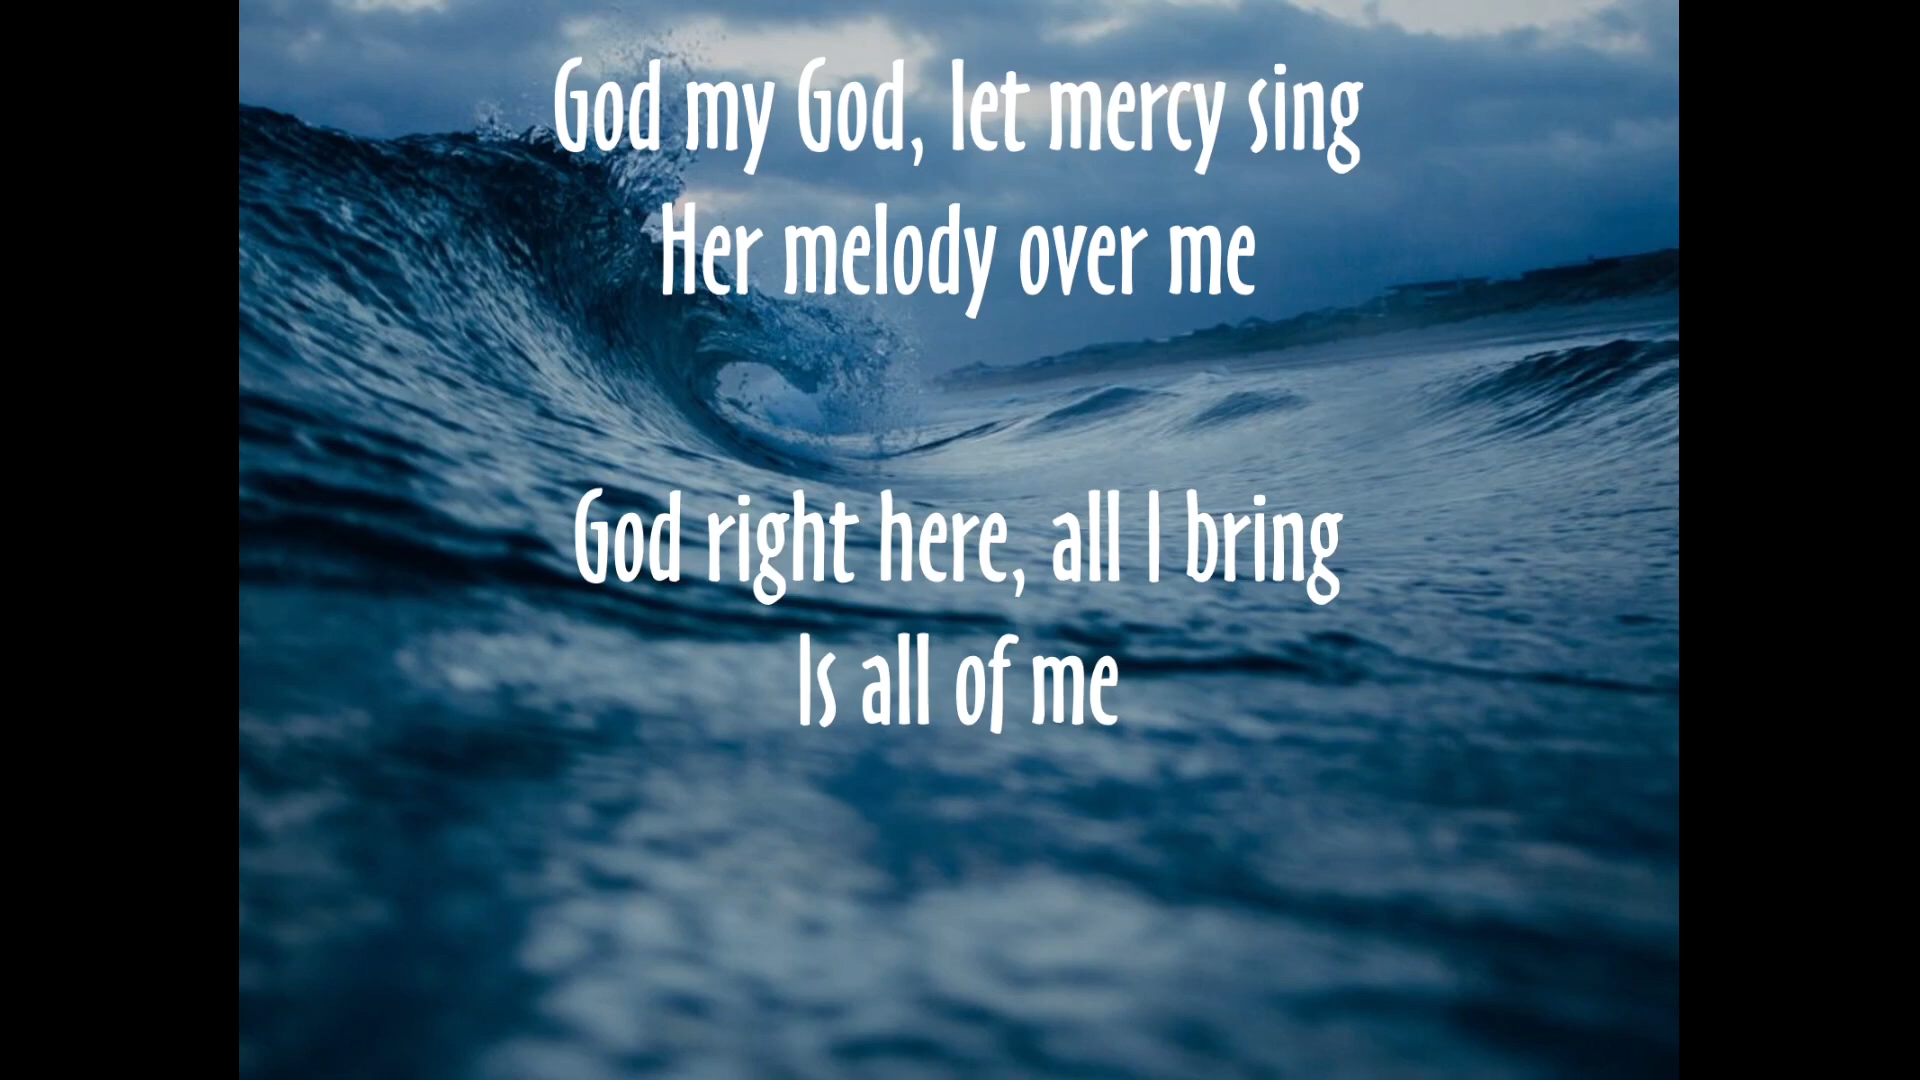 God my God, let mercy sing
Her melody over me
God right here, all I bring
Is all of me